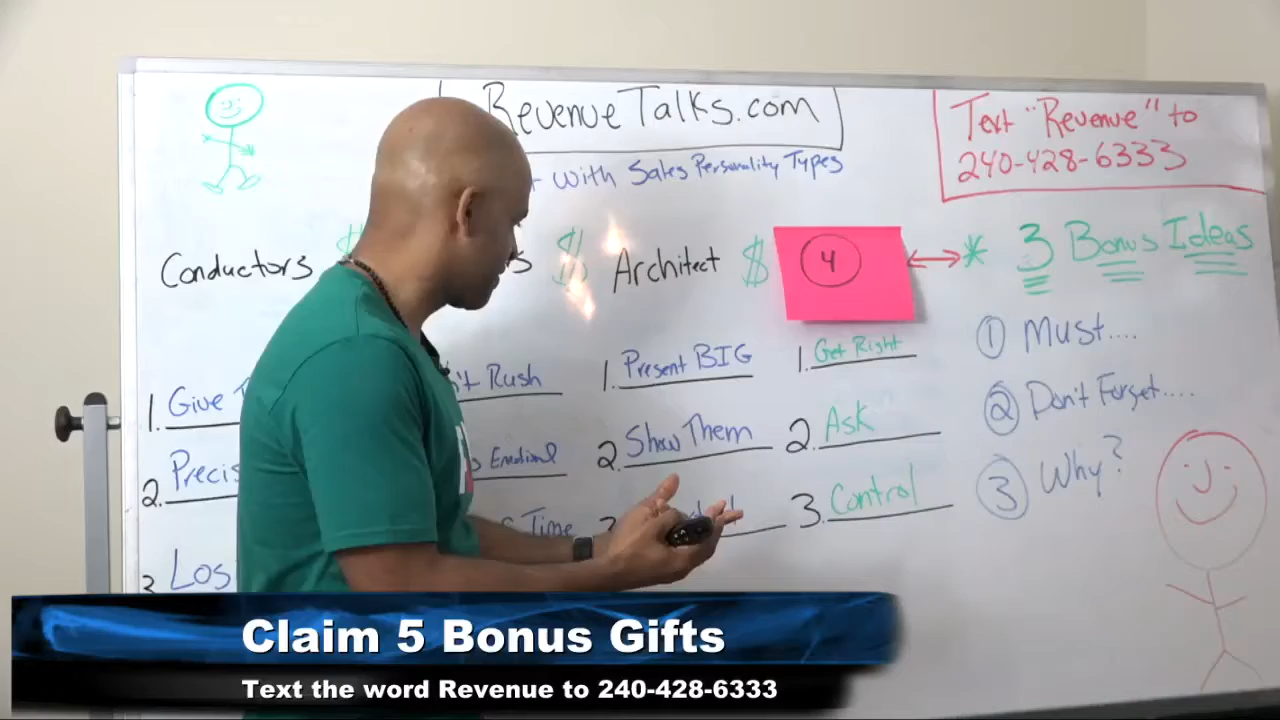 RevenueTalks.com
With Sales Personality Types
Text "Revenue" to
240-428-6333
Conductors
$
$
Architect
$
4
* 3 Bonus Ideas
1. Give
2. Precis
3. Los
Rush
Emotional
Time
1. Present BIG
2. Show Them
1. Get Right
2. Ask
3. Control
1 Must....
2 Don't Forget....
3 Why?
Claim 5 Bonus Gifts
Text the word Revenue to 240-428-6333